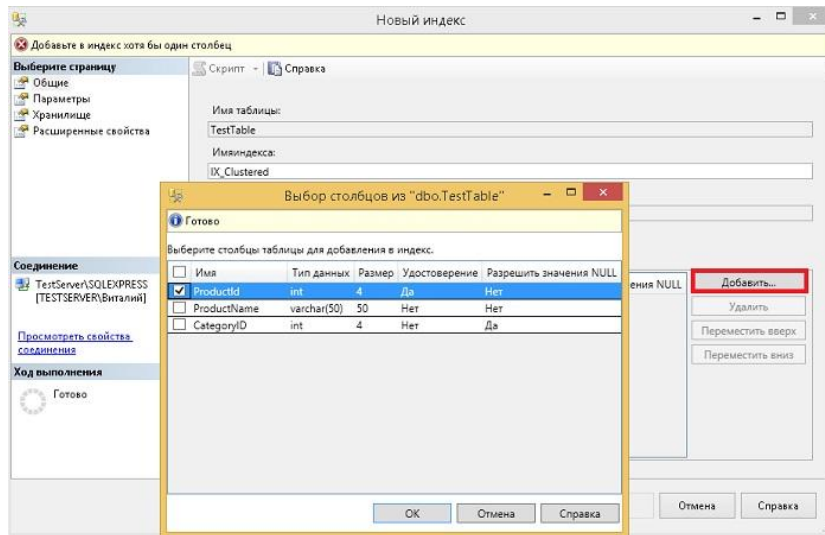 Новый индекс
Добавьте в индекс хотя бы один столбец
Выберите страницу
Общие
Параметры
Хранилище
Расширенные свойства
Скрипт
Справка
Имя таблицы:
TestTable
Имяиндекса:
IX_Clustered
Выбор столбцов из "dbo.TestTable"
Готово
Выберите столбцы таблицы для добавления в индекс.
Имя Тип данных Размер Удостоверение Разрешить значения NULL
ProductId int 4 Да Нет
ProductName varchar(50) 50 Нет Нет
CategoryID int 4 Нет Да
ОК Отмена Справка
ения NULL
Добавить...
Удалить
Переместить вверх
Переместить вниз
Соединение
TestServer\SQLEXPRESS
[TESTSERVER\Виталий]
Просмотреть свойства
соединения
Ход выполнения
Готово
Отмена Справка